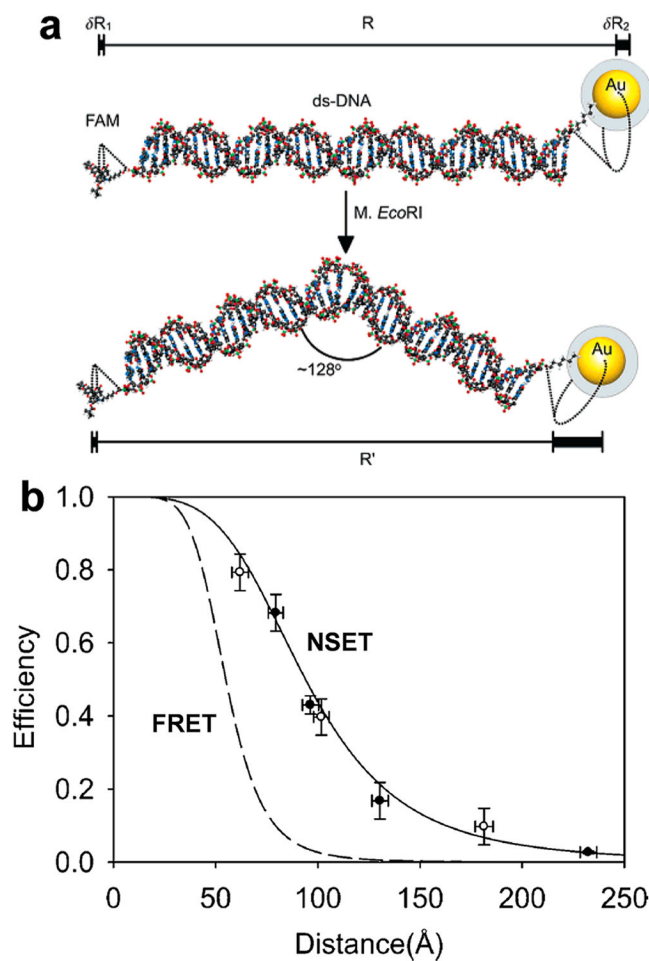 a
δR₁ R δR₂
Au
ds-DNA
FAM
M. EcoRI
Au
~128º
R'
b
1.0
0.8
NSET
0.6
Efficiency
0.4
FRET
0.2
0.0
0 50 100 150 200 250
Distance(Å)